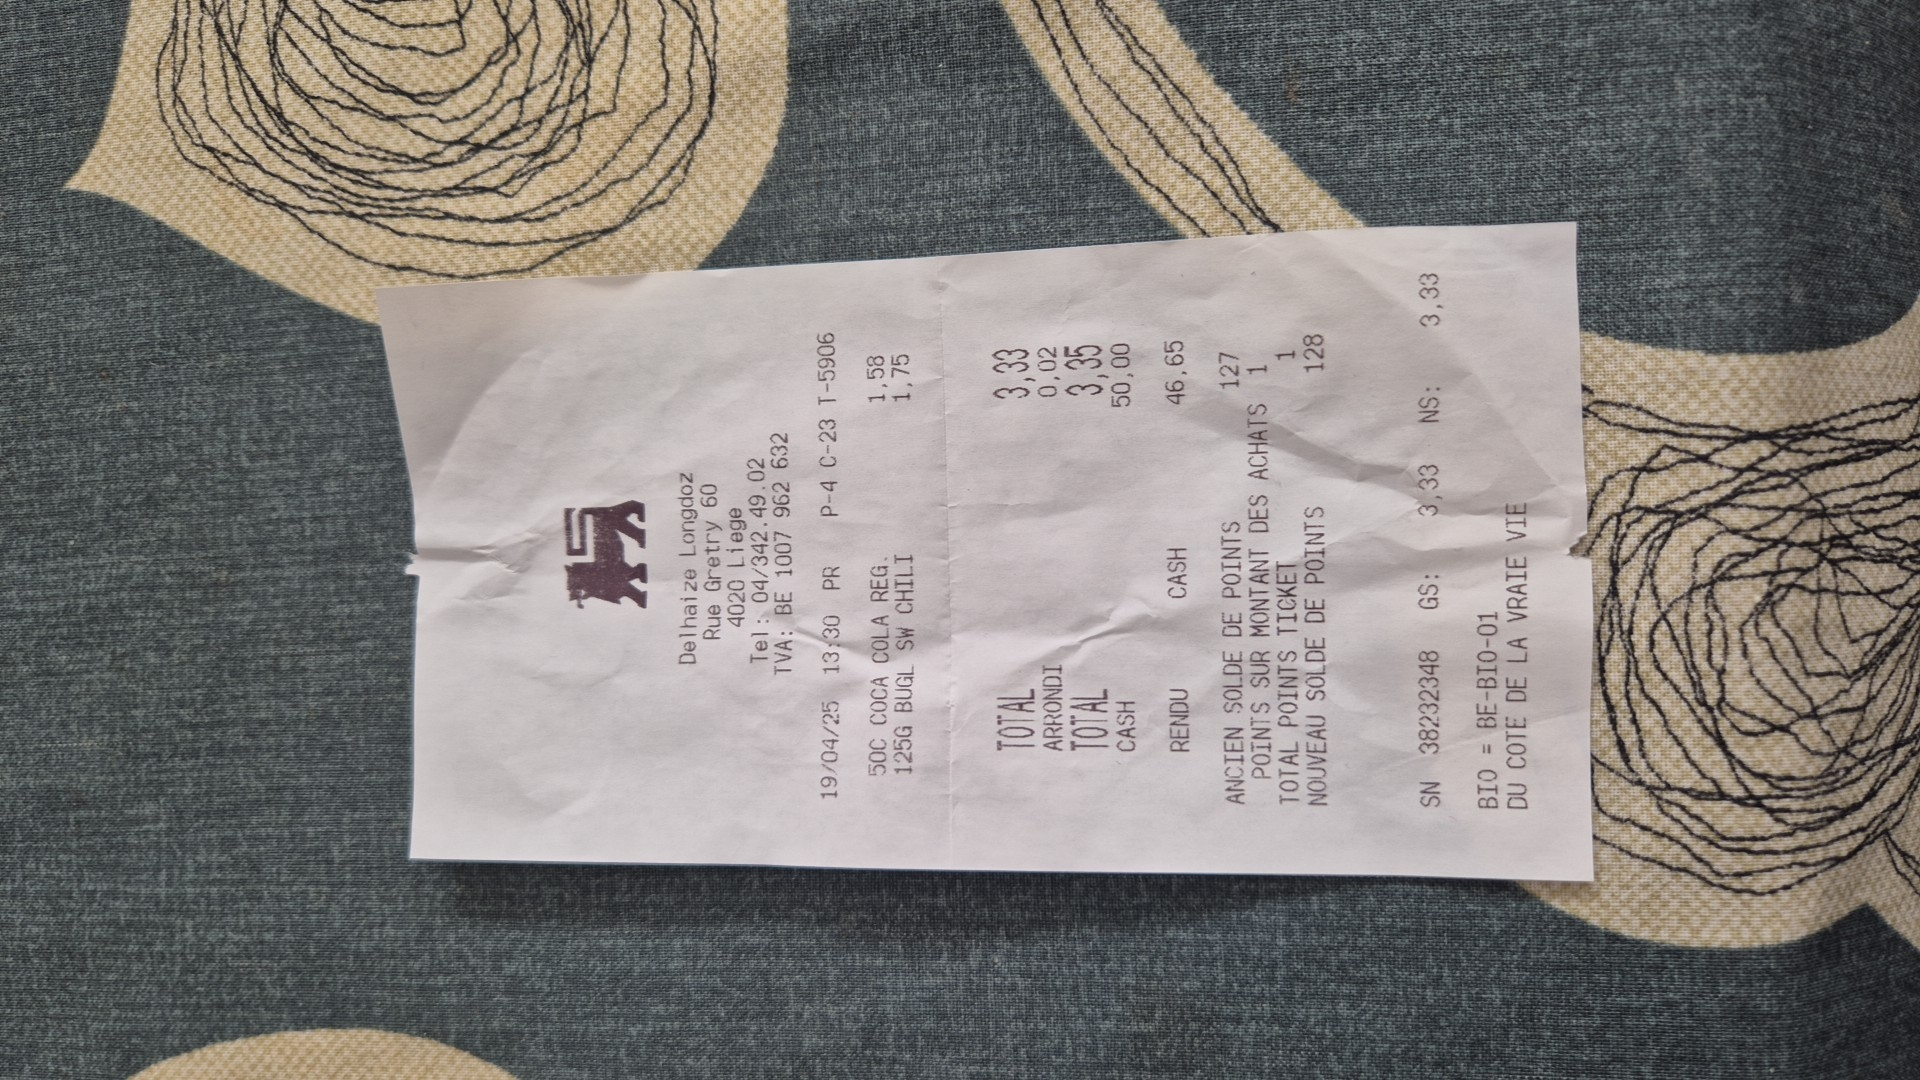 Delhaize Longdoz
Rue Gretry 60
4020 Liege
Tel: 04/342.49.02
TVA: BE 1007 962 632
19/04/25 13:30 PR P-4 C-23 T-5906
50C COCA COLA REG. 1,58
125G BUGL SW CHILI 1,75
TOTAL 3,33
ARRONDI 0,02
TOTAL 3,35
CASH 50,00
RENDU CASH 46,65
ANCIEN SOLDE DE POINTS 127
POINTS SUR MONTANT DES ACHATS 1
TOTAL POINTS TICKET 1
NOUVEAU SOLDE DE POINTS 128
SN 38232348 GS: 3,33 NS: 3,33
BIO = BE-BIO-01
DU COTE DE LA VRAIE VIE